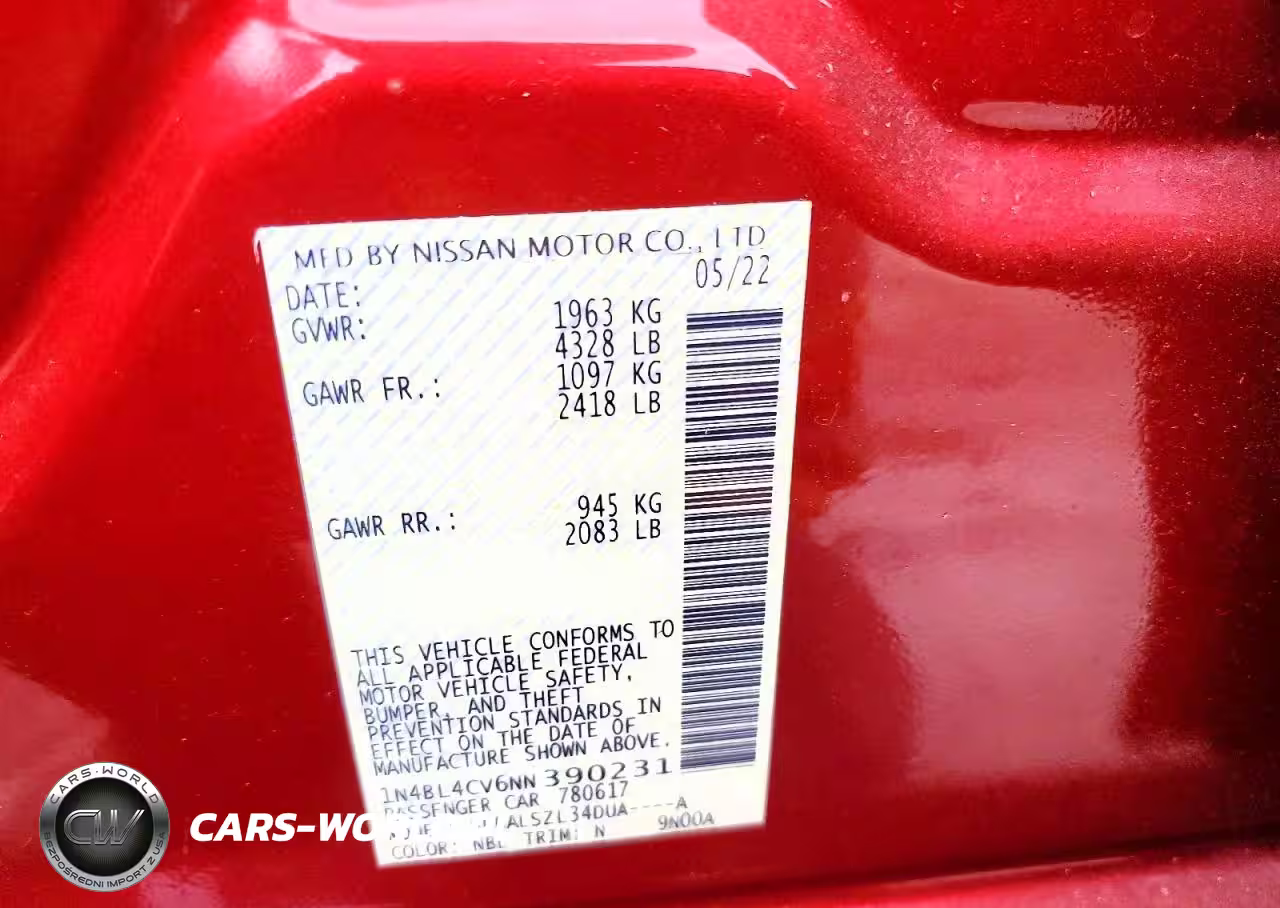 MFD BY NISSAN MOTOR CO., LTD
DATE: 05/22
GVWR: 1963 KG
4328 LB
GAWR FR.: 1097 KG
2418 LB
GAWR RR.: 945 KG
2083 LB
THIS VEHICLE CONFORMS TO
ALL APPLICABLE FEDERAL
MOTOR VEHICLE SAFETY,
BUMPER, AND THEFT
PREVENTION STANDARDS IN
EFFECT ON THE DATE OF
MANUFACTURE SHOWN ABOVE.
1N4BL4CV6NN390231
PASSENGER CAR 780617
ALSZL34DUA----A
COLOR: NBL TRIM: N 9N00A
CARS-WORLD
CW
BEZPOŚREDNI IMPORT Z USA
CARS-WO